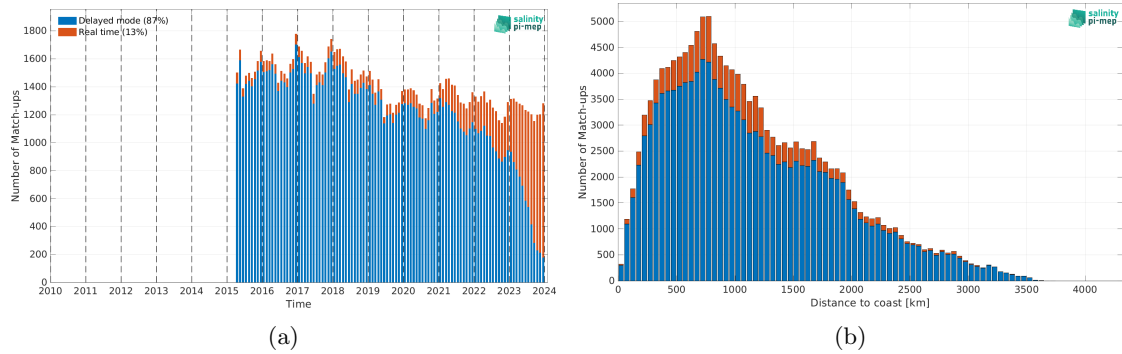 Delayed mode (87%)
Real time (13%)
salinity
pi-mep
1800
1600
1400
1200
1000
800
600
400
200
0
Number of Match-ups
2010 2011 2012 2013 2014 2015 2016 2017 2018 2019 2020 2021 2022 2023 2024
Time
(a)
salinity
pi-mep
5000
4500
4000
3500
3000
2500
2000
1500
1000
500
0
Number of Match-ups
0 500 1000 1500 2000 2500 3000 3500 4000
Distance to coast [km]
(b)